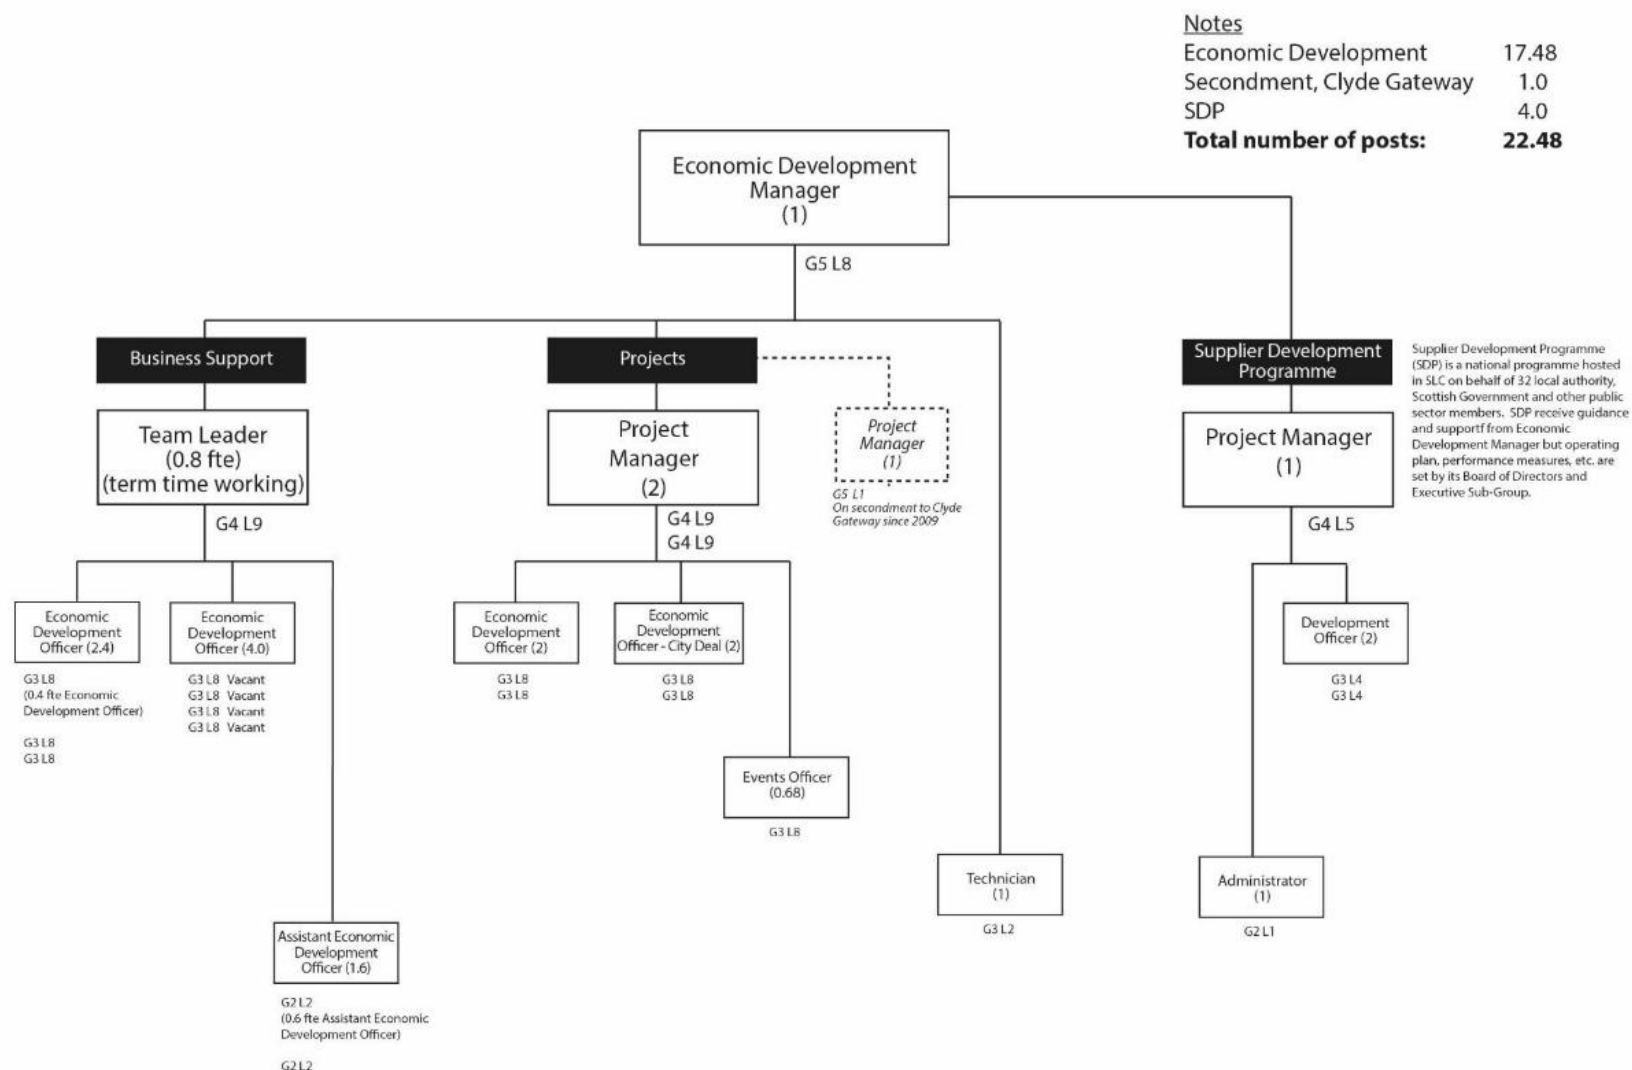 Notes
Economic Development 17.48
Secondment, Clyde Gateway 1.0
SDP 4.0
Total number of posts: 22.48
Economic Development
Manager
(1)
G5 L8
Business Support
Team Leader
(0.8 fte)
(term time working)
G4 L9
Economic
Development
Officer (2.4)
G3 L8
(0.4 fte Economic
Development Officer)
G3 L8
G3 L8
Economic
Development
Officer (4.0)
G3 L8 Vacant
G3 L8 Vacant
G3 L8 Vacant
G3 L8 Vacant
Assistant Economic
Development
Officer (1.6)
G2 L2
(0.6 fte Assistant Economic
Development Officer)
G2 L2
Projects
Project
Manager
(2)
G4 L9
G4 L9
Project
Manager
(1)
G5 L1
On secondment to Clyde
Gateway since 2009
Economic
Development
Officer (2)
G3 L8
G3 L8
Economic
Development
Officer - City Deal (2)
G3 L8
G3 L8
Events Officer
(0.68)
G3 L8
Technician
(1)
G3 L2
Supplier Development
Programme
Project Manager
(1)
G4 L5
Supplier Development Programme
(SDP) is a national programme hosted
in SLC on behalf of 32 local authority,
Scottish Government and other public
sector members. SDP receive guidance
and supportf from Economic
Development Manager but operating
plan, performance measures, etc. are
set by its Board of Directors and
Executive Sub-Group.
Development
Officer (2)
G3 L4
G3 L4
Administrator
(1)
G2 L1